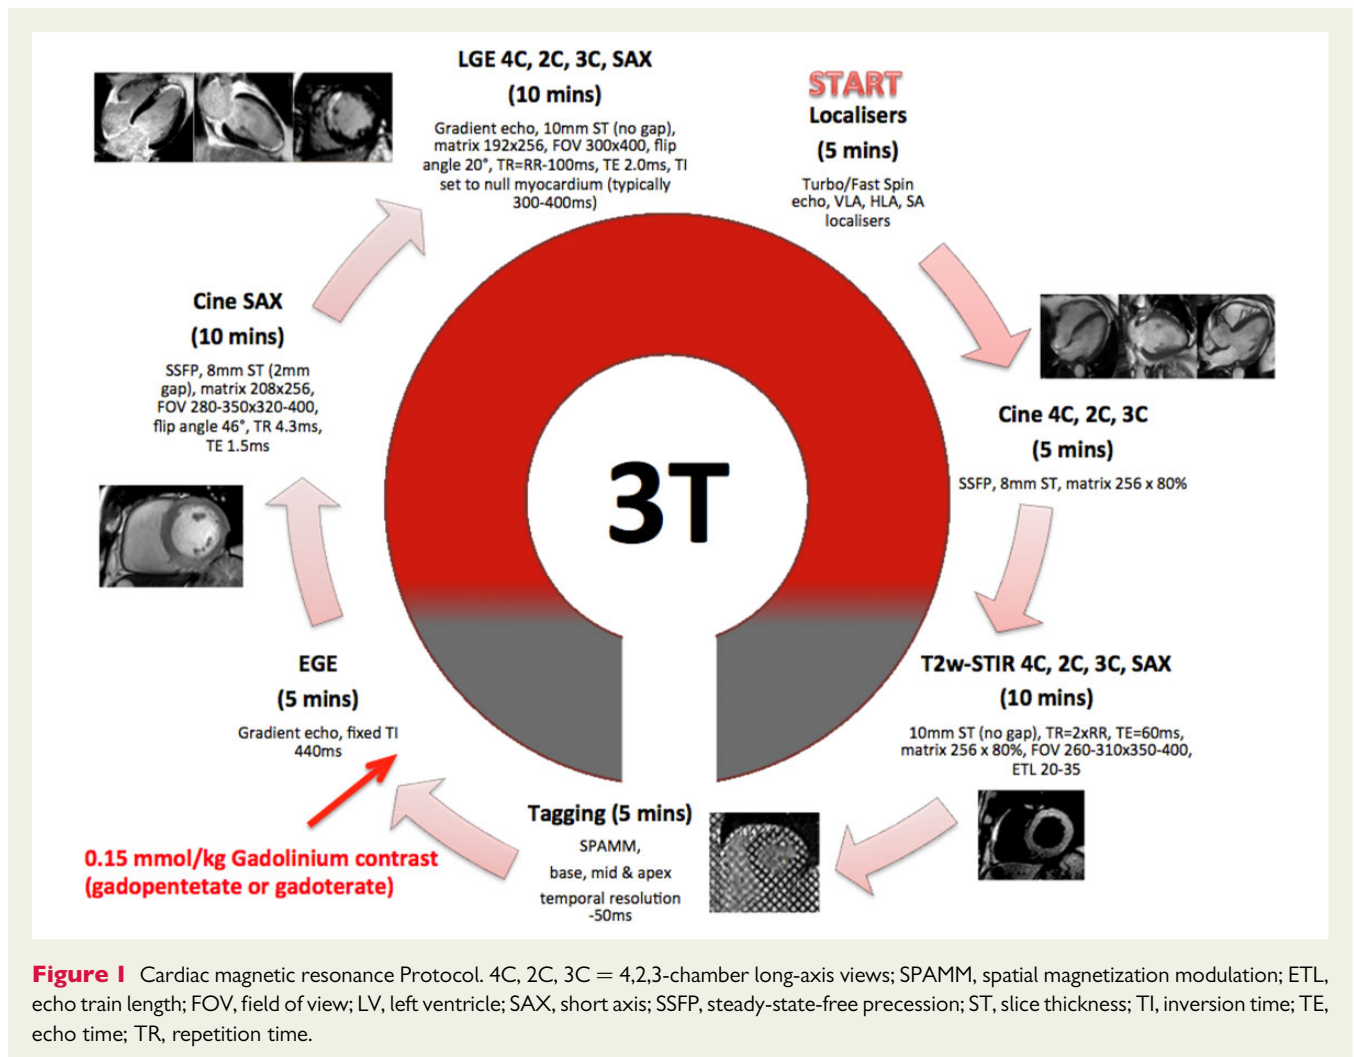 START
Localisers
(5 mins)
Turbo/Fast Spin
echo, VLA, HLA, SA
localisers
Cine 4C, 2C, 3C
(5 mins)
SSFP, 8mm ST, matrix 256 x 80%
T2w-STIR 4C, 2C, 3C, SAX
(10 mins)
10mm ST (no gap), TR=2xRR, TE=60ms,
matrix 256 x 80%, FOV 260-310x350-400,
ETL 20-35
Tagging (5 mins)
SPAMM,
base, mid & apex
temporal resolution
-50ms
0.15 mmol/kg Gadolinium contrast
(gadopentetate or gadoterate)
EGE
(5 mins)
Gradient echo, fixed TI
440ms
Cine SAX
(10 mins)
SSFP, 8mm ST (2mm
gap), matrix 208x256,
FOV 280-350x320-400,
flip angle 46°, TR 4.3ms,
TE 1.5ms
LGE 4C, 2C, 3C, SAX
(10 mins)
Gradient echo, 10mm ST (no gap),
matrix 192x256, FOV 300x400, flip
angle 20°, TR=RR-100ms, TE 2.0ms, TI
set to null myocardium (typically
300-400ms)
3T
Figure 1 Cardiac magnetic resonance Protocol. 4C, 2C, 3C = 4,2,3-chamber long-axis views; SPAMM, spatial magnetization modulation; ETL,
echo train length; FOV, field of view; LV, left ventricle; SAX, short axis; SSFP, steady-state-free precession; ST, slice thickness; TI, inversion time; TE,
echo time; TR, repetition time.